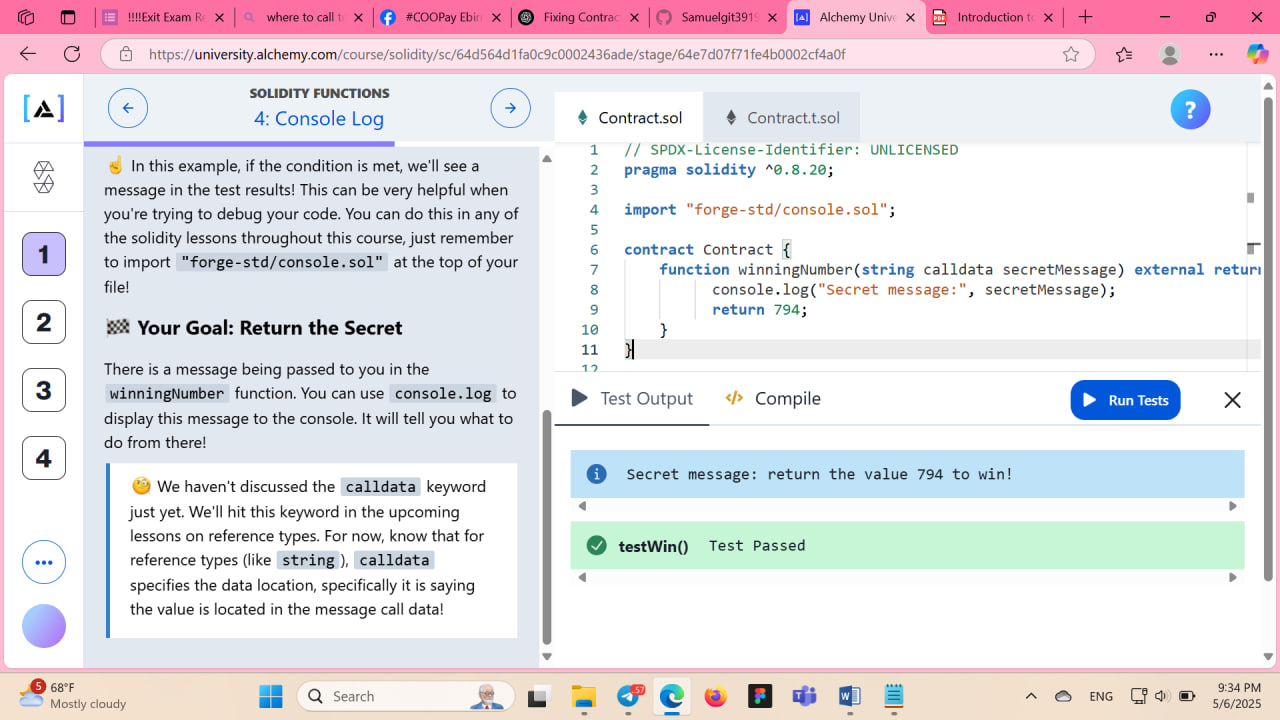 !!!!Exit Exam Re
where to call t
#COOPay Ebin
Fixing Contrac
Samuelgit3919
Alchemy Unive
Introduction to
https://university.alchemy.com/course/solidity/sc/64d564d1fa0c9c0002436ade/stage/64e7d07f71fe4b0002cf4a0f
SOLIDITY FUNCTIONS
4: Console Log
1
2
3
4
☝️ In this example, if the condition is met, we'll see a
message in the test results! This can be very helpful when
you're trying to debug your code. You can do this in any of
the solidity lessons throughout this course, just remember
to import "forge-std/console.sol" at the top of your
file!
🏁 Your Goal: Return the Secret
There is a message being passed to you in the
winningNumber function. You can use console.log to
display this message to the console. It will tell you what to
do from there!
🧐 We haven't discussed the calldata keyword
just yet. We'll hit this keyword in the upcoming
lessons on reference types. For now, know that for
reference types (like string), calldata
specifies the data location, specifically it is saying
the value is located in the message call data!
Contract.sol
Contract.t.sol
?
1 // SPDX-License-Identifier: UNLICENSED
2 pragma solidity ^0.8.20;
3
4 import "forge-std/console.sol";
5
6 contract Contract {
7 function winningNumber(string calldata secretMessage) external return
8 console.log("Secret message:", secretMessage);
9 return 794;
10 }
11 }
12
Test Output
Compile
Run Tests
Secret message: return the value 794 to win!
testWin() Test Passed
5
68°F
Mostly cloudy
Search
57
ENG
9:34 PM
5/6/2025